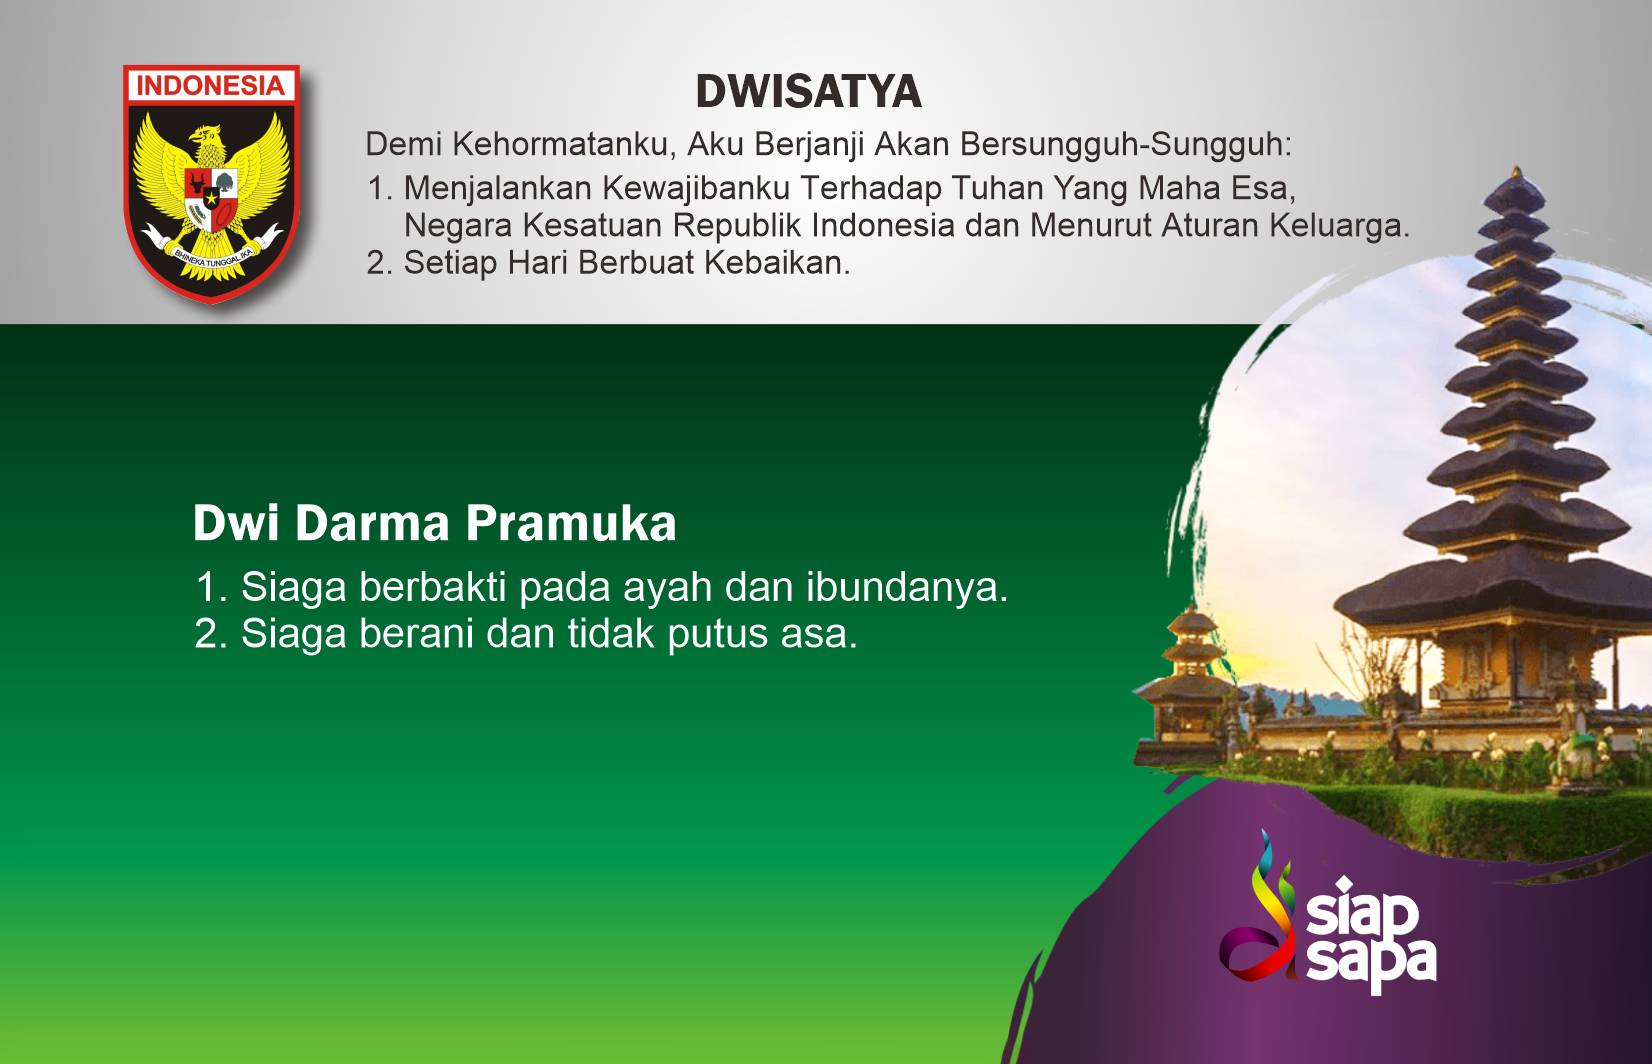 INDONESIA
BHINEKA TUNGGAL IKA
DWISATYA
Demi Kehormatanku, Aku Berjanji Akan Bersungguh-Sungguh:
1. Menjalankan Kewajibanku Terhadap Tuhan Yang Maha Esa,
Negara Kesatuan Republik Indonesia dan Menurut Aturan Keluarga.
2. Setiap Hari Berbuat Kebaikan.
Dwi Darma Pramuka
1. Siaga berbakti pada ayah dan ibundanya.
2. Siaga berani dan tidak putus asa.
siap
sapa